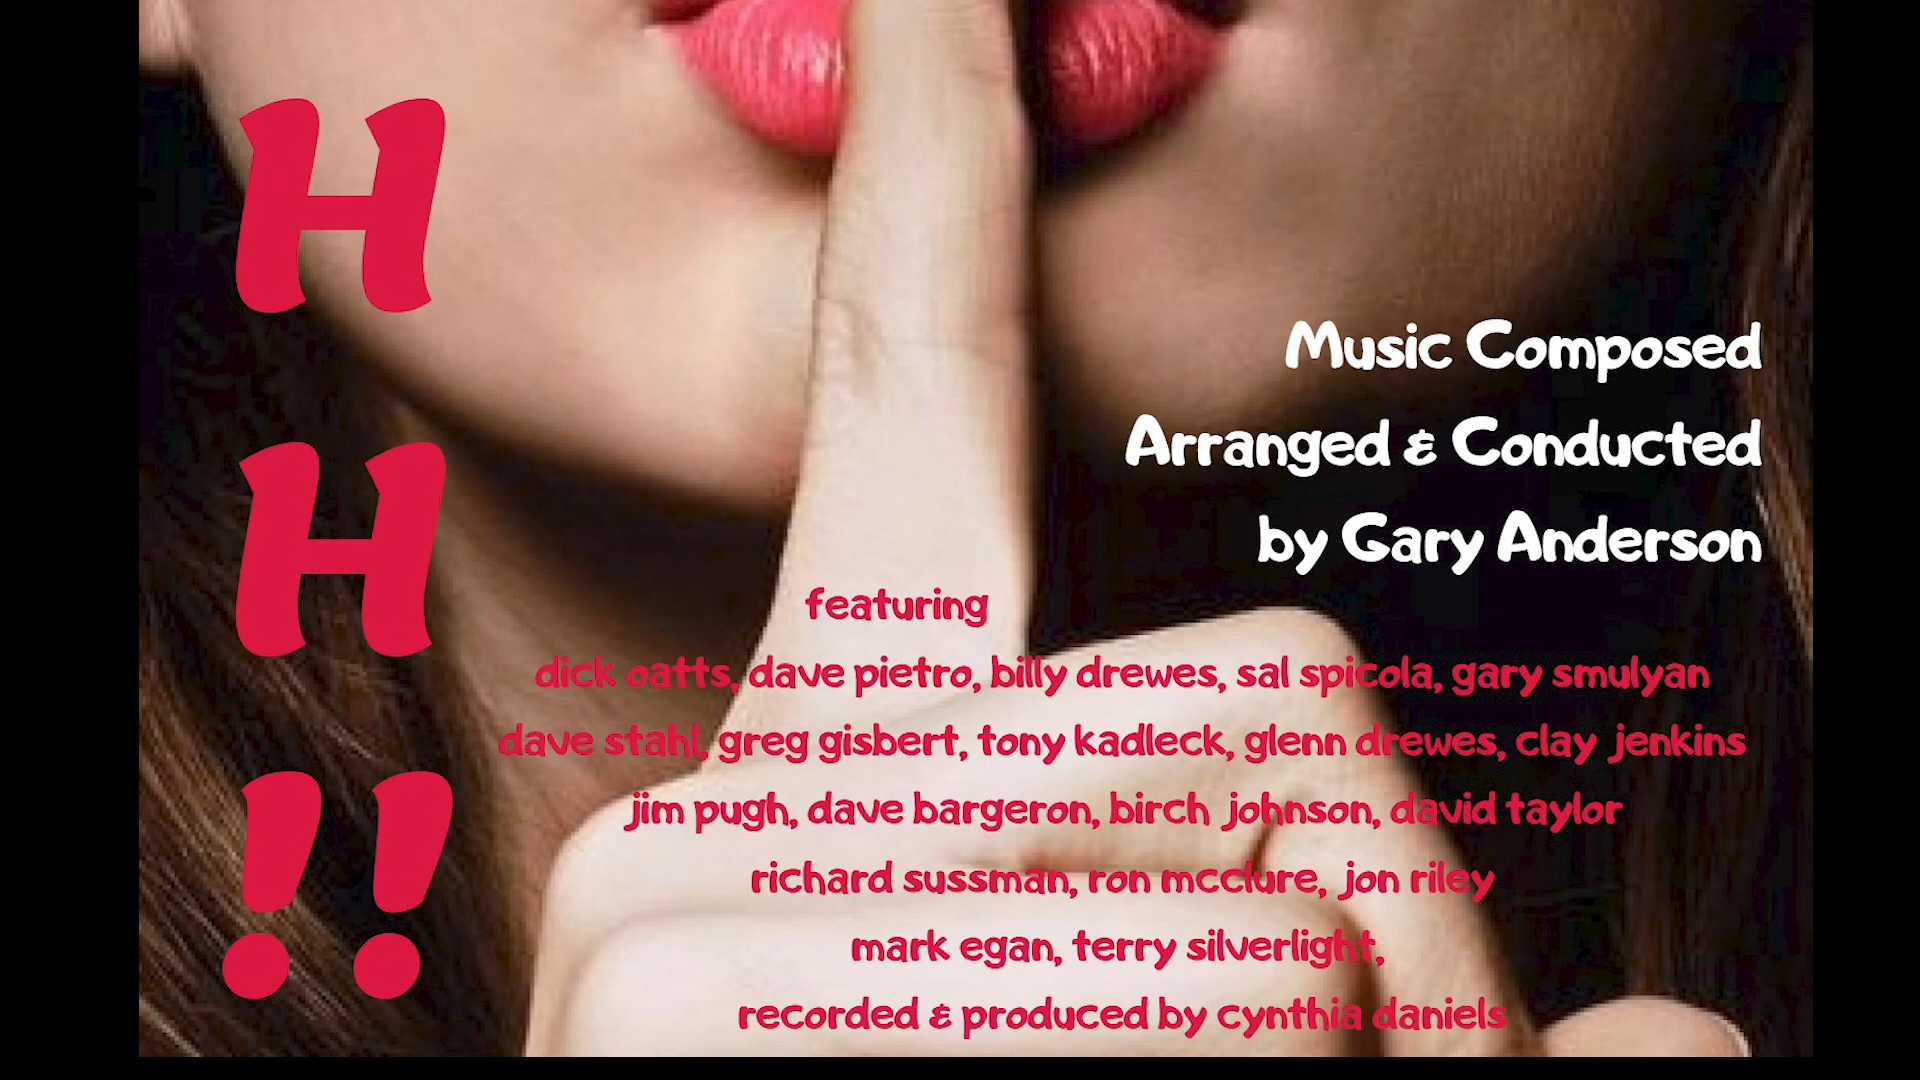 H
H
!!
Music Composed
Arranged & Conducted
by Gary Anderson
featuring
dick oatts, dave pietro, billy drewes, sal spicola, gary smulyan
dave stahl, greg gisbert, tony kadleck, glenn drewes, clay jenkins
jim pugh, dave bargeron, birch johnson, david taylor
richard sussman, ron mcclure, jon riley
mark egan, terry silverlight,
recorded & produced by cynthia daniels